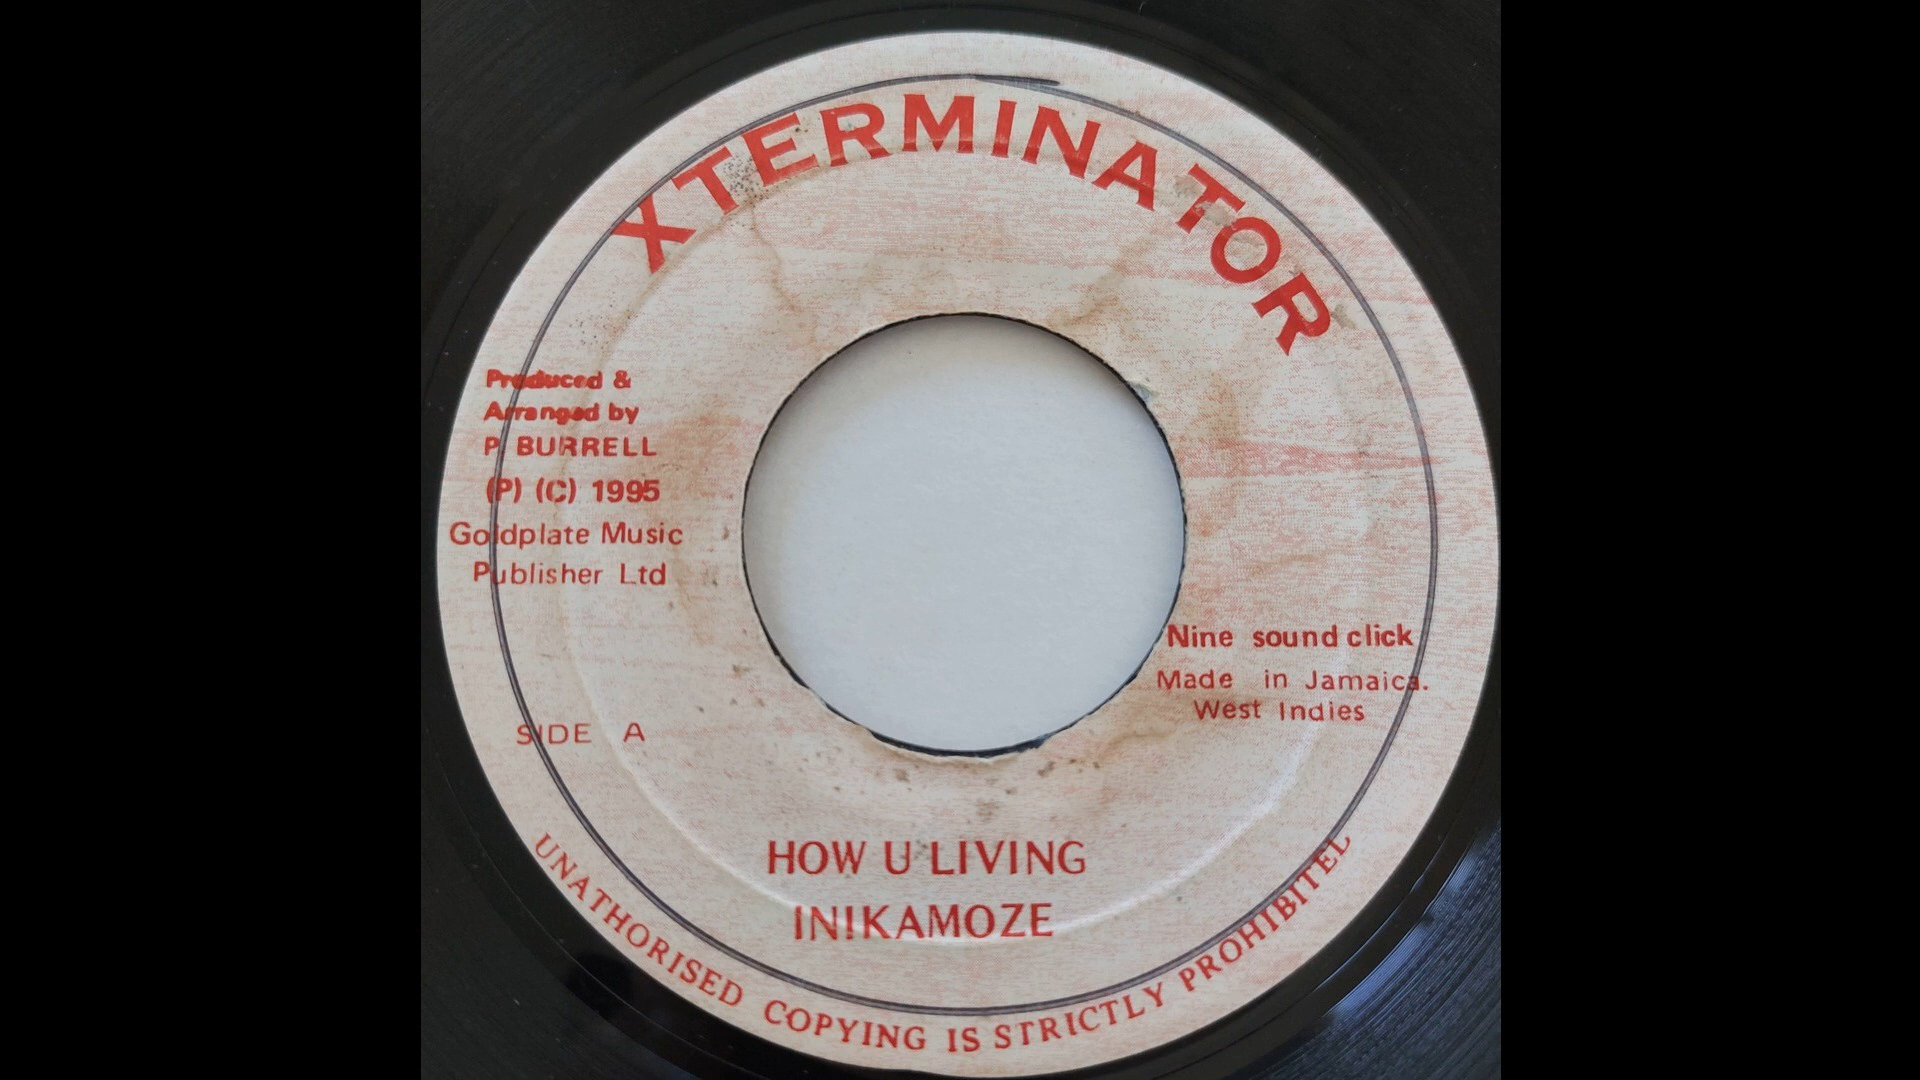 XTERMINATOR
Produced &
Arranged by
P BURRELL
(P) (C) 1995
Goldplate Music
Publisher Ltd
Nine sound click
Made in Jamaica.
West Indies
SIDE A
HOW U LIVING
INIKAMOZE
UNATHORISED COPYING IS STRICTLY PROHIBITEL